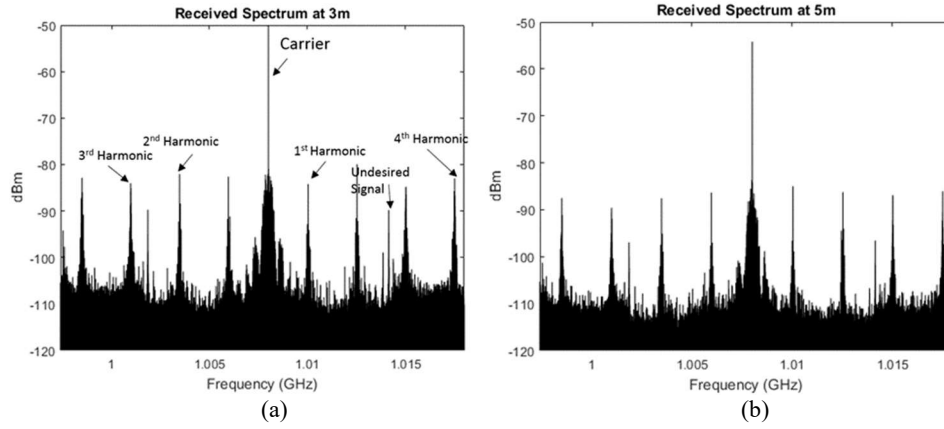 Received Spectrum at 3m
-50
-60
-70
-80
-90
-100
-110
-120
dBm
Carrier
2nd Harmonic
3rd Harmonic
1st Harmonic
4th Harmonic
Undesired
Signal
1
1.005
1.010
1.015
Frequency (GHz)
(a)
Received Spectrum at 5m
-50
-60
-70
-80
-90
-100
-110
-120
dBm
1
1.005
1.010
1.015
Frequency (GHz)
(b)